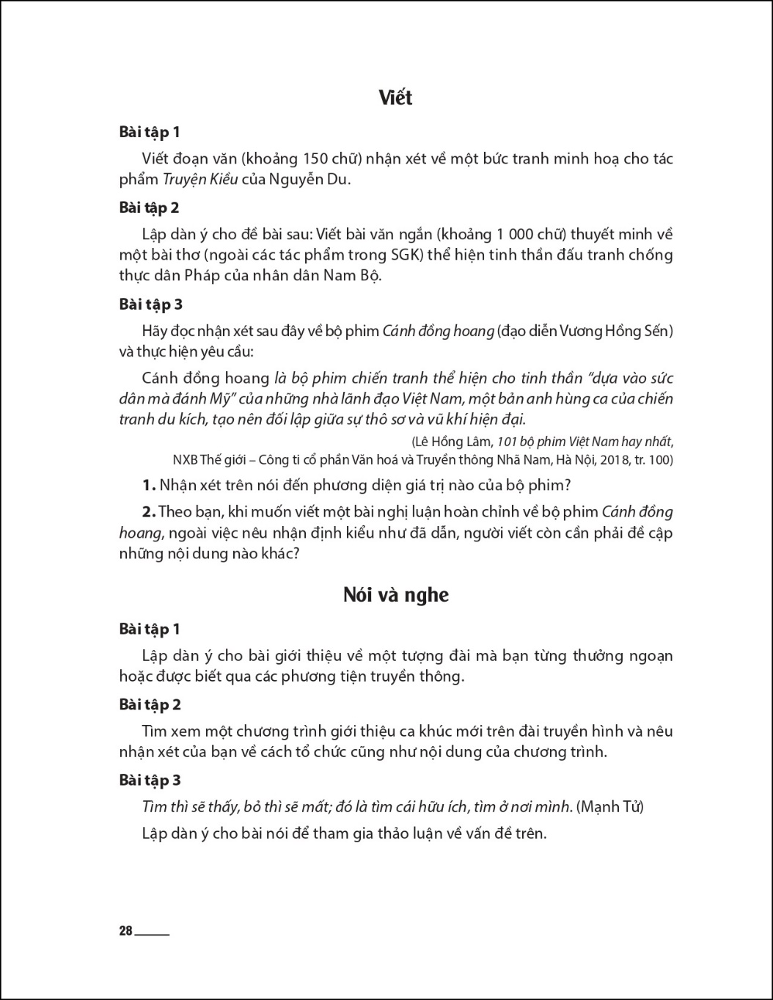 Viết
Bài tập 1
Viết đoạn văn (khoảng 150 chữ) nhận xét về một bức tranh minh hoạ cho tác
phẩm Truyện Kiều của Nguyễn Du.
Bài tập 2
Lập dàn ý cho đề bài sau: Viết bài văn ngắn (khoảng 1 000 chữ) thuyết minh về
một bài thơ (ngoài các tác phẩm trong SGK) thể hiện tinh thần đấu tranh chống
thực dân Pháp của nhân dân Nam Bộ.
Bài tập 3
Hãy đọc nhận xét sau đây về bộ phim Cánh đồng hoang (đạo diễn Vương Hồng Sến)
và thực hiện yêu cầu:
Cánh đồng hoang là bộ phim chiến tranh thể hiện cho tinh thần “dựa vào sức
dân mà đánh Mỹ” của những nhà lãnh đạo Việt Nam, một bản anh hùng ca của chiến
tranh du kích, tạo nên đối lập giữa sự thô sơ và vũ khí hiện đại.
(Lê Hồng Lâm, 101 bộ phim Việt Nam hay nhất,
NXB Thế giới – Công ti cổ phần Văn hoá và Truyền thông Nhã Nam, Hà Nội, 2018, tr. 100)
1. Nhận xét trên nói đến phương diện giá trị nào của bộ phim?
2. Theo bạn, khi muốn viết một bài nghị luận hoàn chỉnh về bộ phim Cánh đồng
hoang, ngoài việc nêu nhận định kiểu như đã dẫn, người viết còn cần phải đề cập
những nội dung nào khác?
Nói và nghe
Bài tập 1
Lập dàn ý cho bài giới thiệu về một tượng đài mà bạn từng thưởng ngoạn
hoặc được biết qua các phương tiện truyền thông.
Bài tập 2
Tìm xem một chương trình giới thiệu ca khúc mới trên đài truyền hình và nêu
nhận xét của bạn về cách tổ chức cũng như nội dung của chương trình.
Bài tập 3
Tìm thì sẽ thấy, bỏ thì sẽ mất; đó là tìm cái hữu ích, tìm ở nơi mình. (Mạnh Tử)
Lập dàn ý cho bài nói để tham gia thảo luận về vấn đề trên.
28